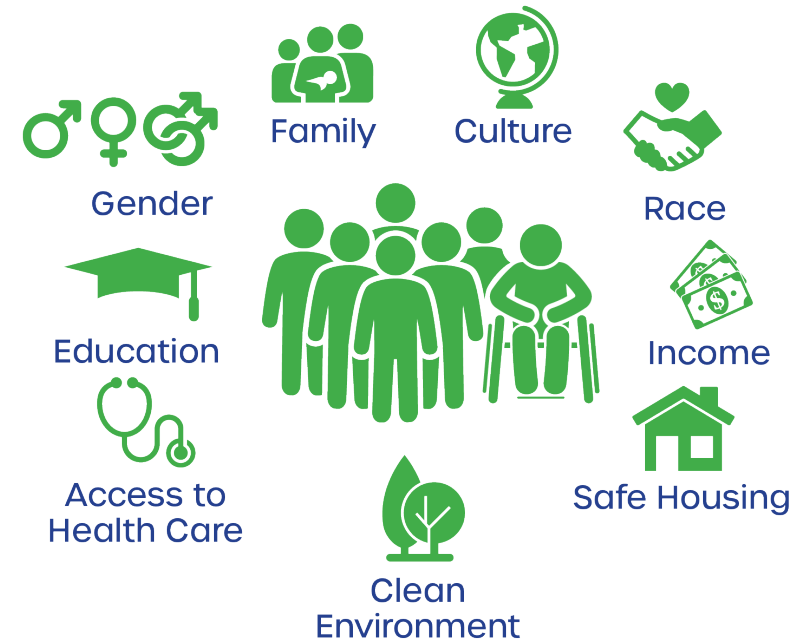 Family
Culture
Gender
Race
Education
Income
Access to
Health Care
Safe Housing
Clean
Environment